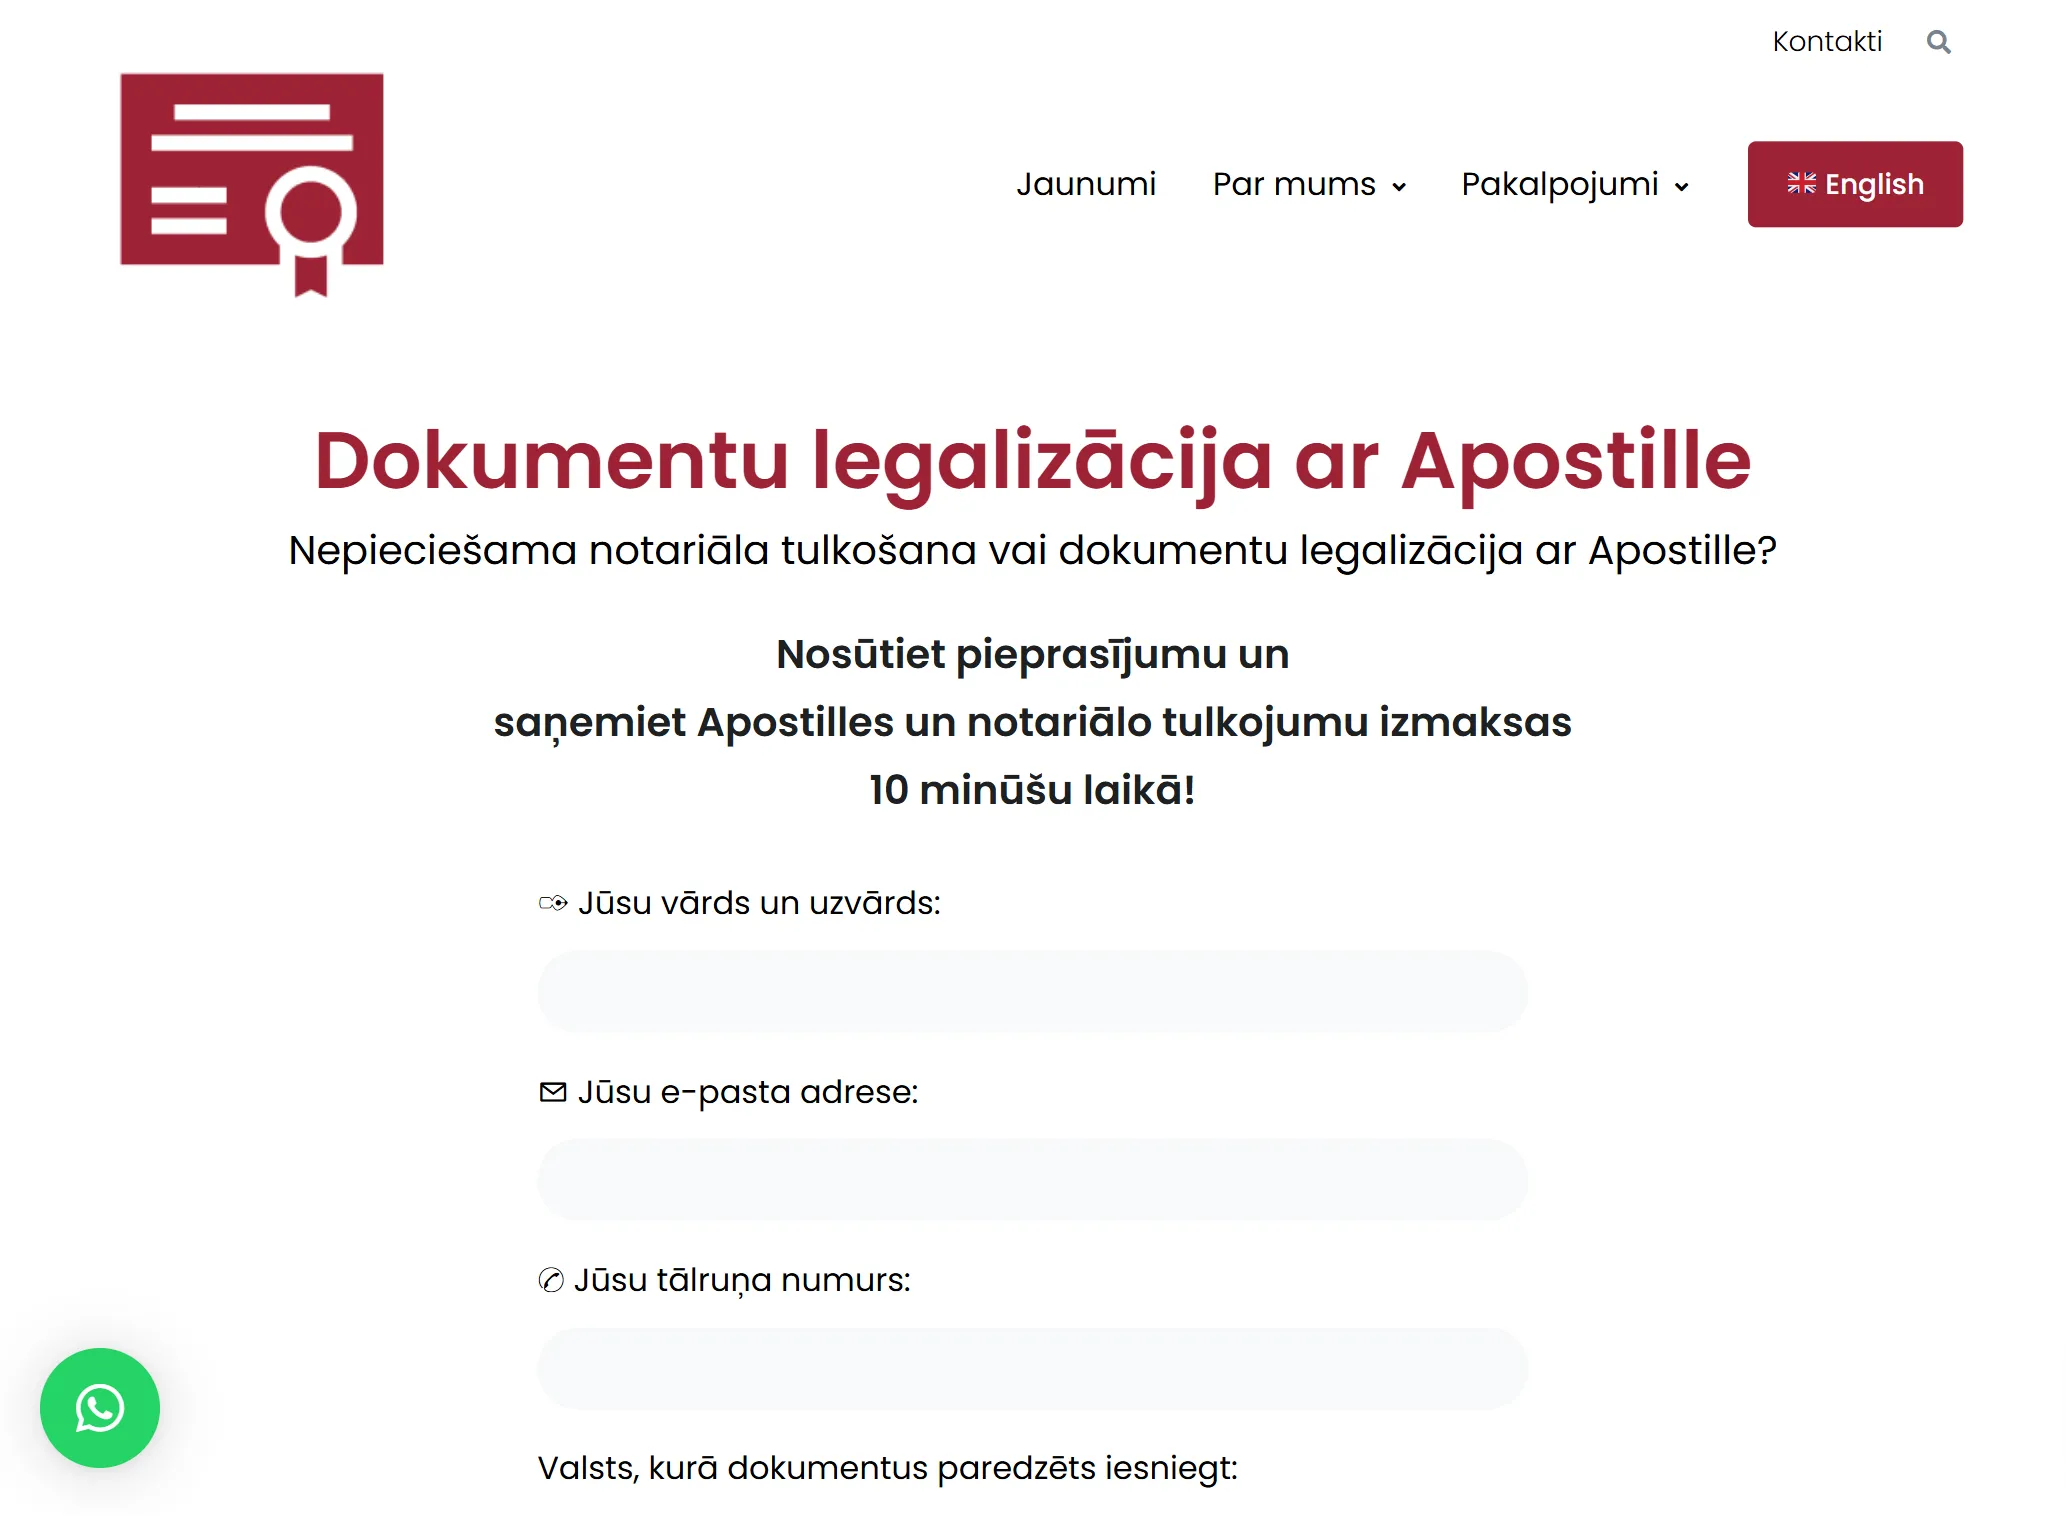 Kontakti
Jaunumi
Par mums
Pakalpojumi
English
Dokumentu legalizācija ar Apostille
Nepieciešama notariāla tulkošana vai dokumentu legalizācija ar Apostille?
Nosūtiet pieprasījumu un
saņemiet Apostilles un notariālo tulkojumu izmaksas
10 minūšu laikā!
Jūsu vārds un uzvārds:
Jūsu e-pasta adrese:
Jūsu tālruņa numurs:
Valsts, kurā dokumentus paredzēts iesniegt: